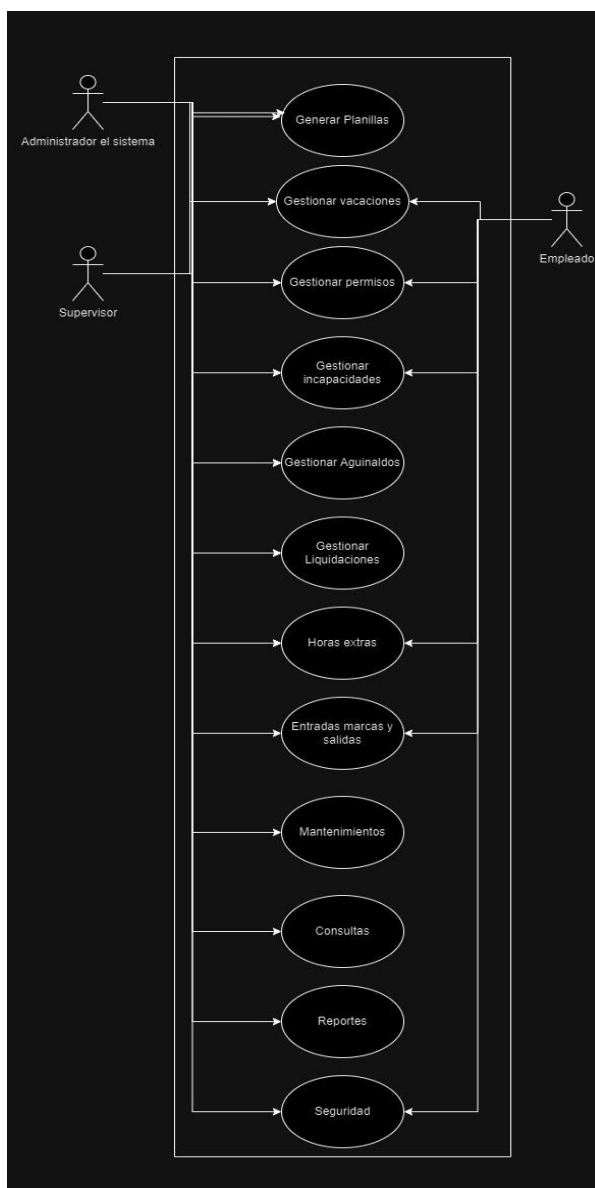 Administrador el sistema
Generar Planillas
Gestionar vacaciones
Empleado
Supervisor
Gestionar permisos
Gestionar
incapacidades
Gestionar Aguinaldos
Gestionar
Liquidaciones
Horas extras
Entradas marcas y
salidas
Mantenimientos
Consultas
Reportes
Seguridad